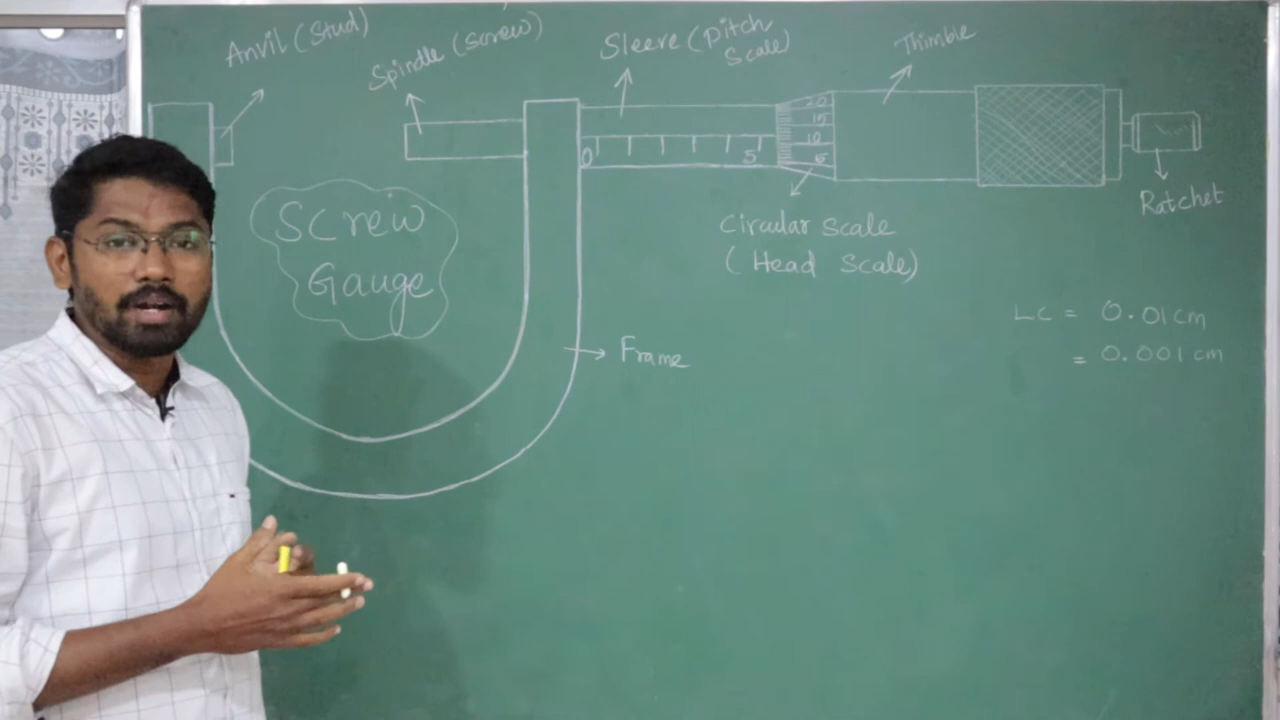 Anvil (Stud)
Spindle (Screw)
Sleeve (Pitch
Scale)
Thimble
20
15
10
5
0
5
Ratchet
Screw
Gauge
Circular Scale
(Head Scale)
LC = 0.01 cm
= 0.001 cm
Frame